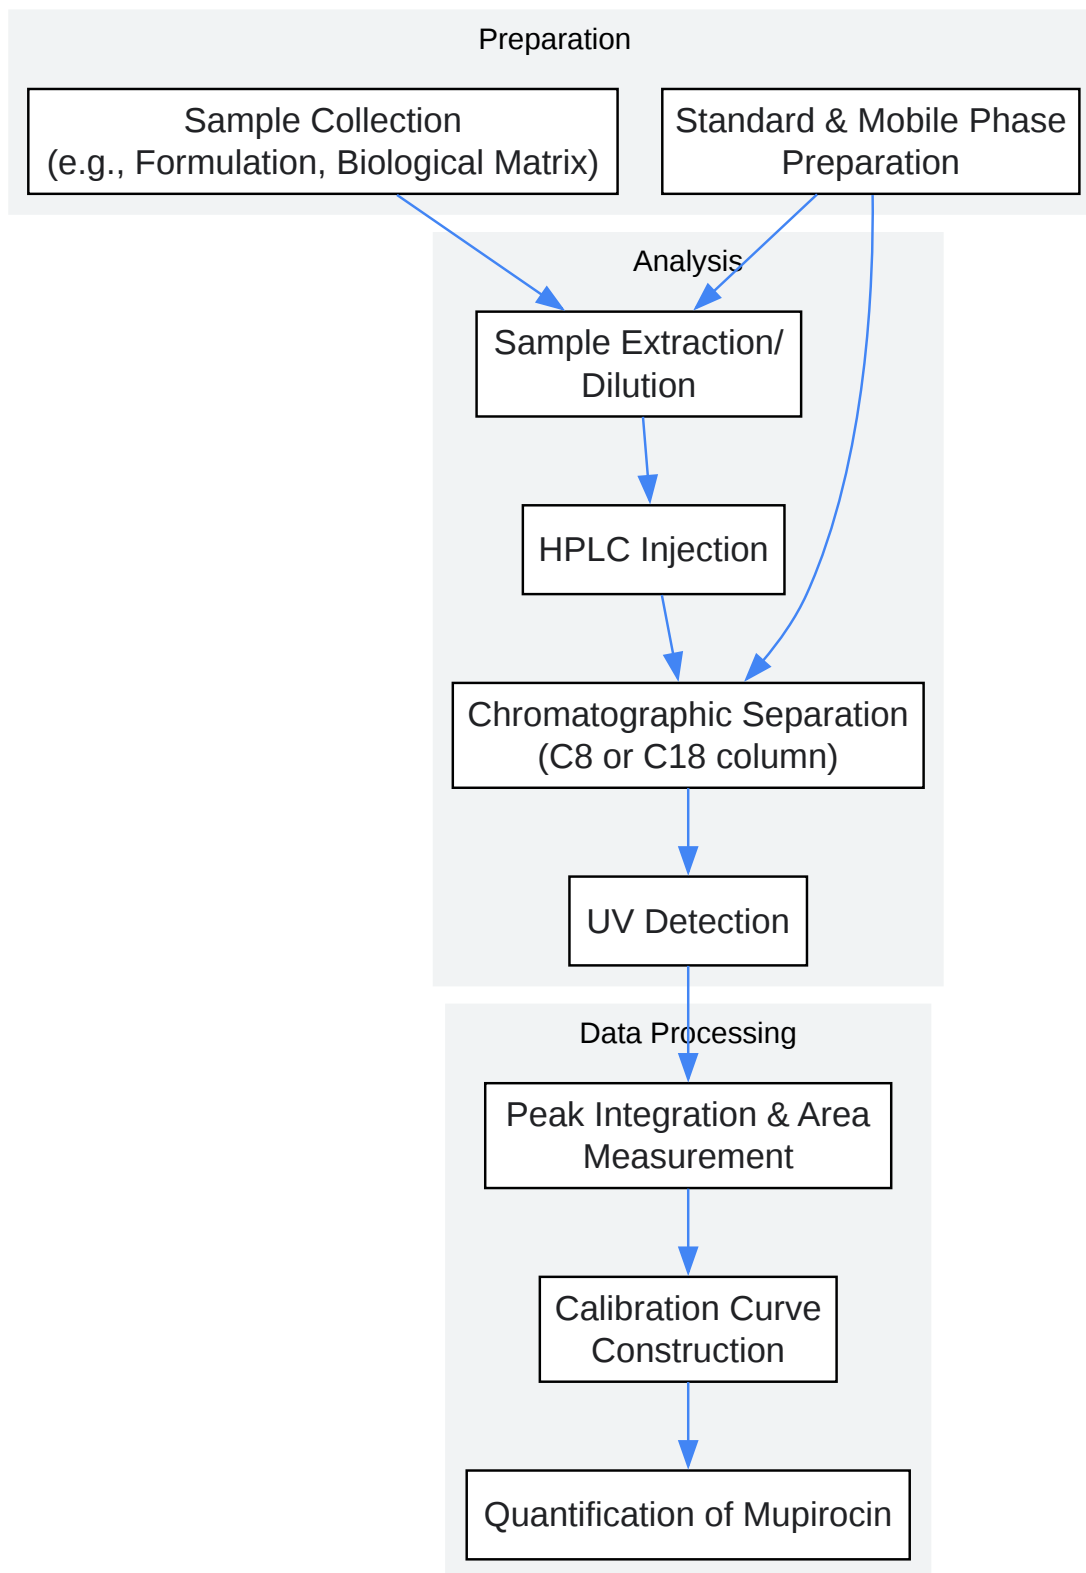 Preparation
Sample Collection
(e.g., Formulation, Biological Matrix)
Standard & Mobile Phase
Preparation
Analysis
Sample Extraction/
Dilution
HPLC Injection
Chromatographic Separation
(C8 or C18 column)
UV Detection
Data Processing
Peak Integration & Area
Measurement
Calibration Curve
Construction
Quantification of Mupirocin